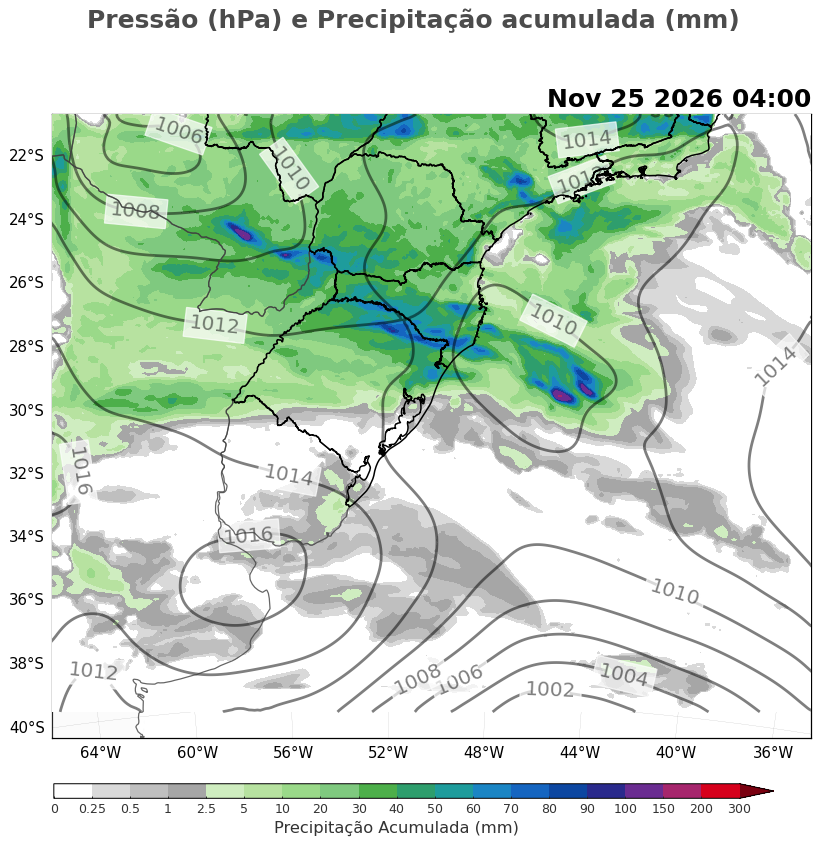 Pressão (hPa) e Precipitação acumulada (mm)
Nov 25 2026 04:00
1006
1014
1010
1008
1012
1010
1014
1016
1014
1016
1010
1012
1008
1006
1004
1002
22°S
24°S
26°S
28°S
30°S
32°S
34°S
36°S
38°S
40°S
64°W 60°W 56°W 52°W 48°W 44°W 40°W 36°W
0 0.25 0.5 1 2.5 5 10 20 30 40 50 60 70 80 90 100 150 200 300
Precipitação Acumulada (mm)